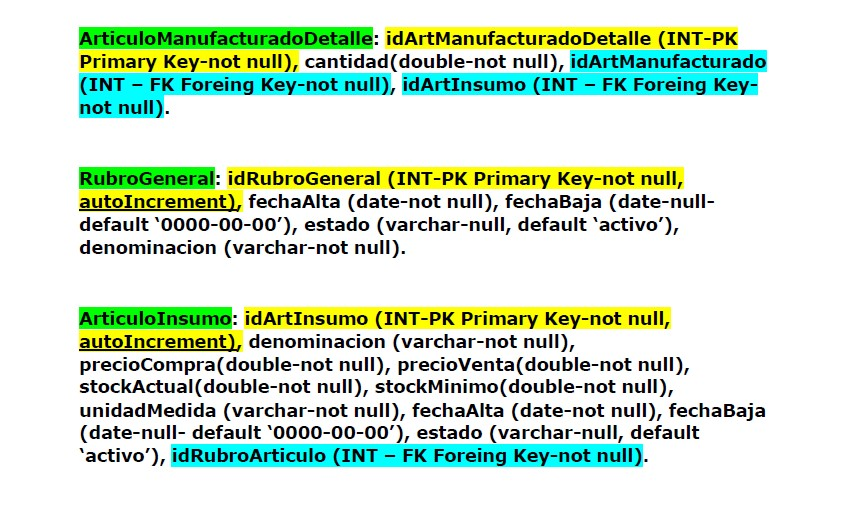 ArticuloManufacturadoDetalle: idArtManufacturadoDetalle (INT-PK
Primary Key-not null), cantidad(double-not null), idArtManufacturado
(INT – FK Foreing Key-not null), idArtInsumo (INT – FK Foreing Key-
not null).
RubroGeneral: idRubroGeneral (INT-PK Primary Key-not null,
autoIncrement), fechaAlta (date-not null), fechaBaja (date-null-
default ‘0000-00-00’), estado (varchar-null, default ‘activo’),
denominacion (varchar-not null).
ArticuloInsumo: idArtInsumo (INT-PK Primary Key-not null,
autoIncrement), denominacion (varchar-not null),
precioCompra(double-not null), precioVenta(double-not null),
stockActual(double-not null), stockMinimo(double-not null),
unidadMedida (varchar-not null), fechaAlta (date-not null), fechaBaja
(date-null- default ‘0000-00-00’), estado (varchar-null, default
‘activo’), idRubroArticulo (INT – FK Foreing Key-not null).